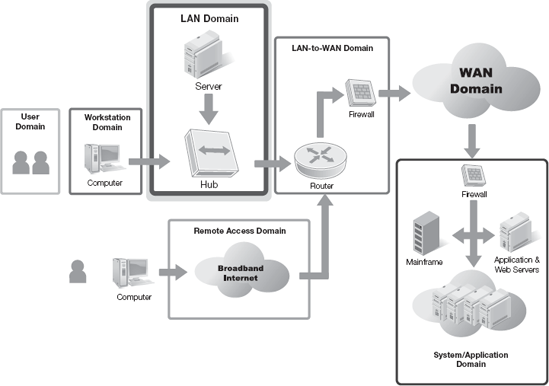 User
Domain
Workstation
Domain
Computer
LAN Domain
Server
Hub
LAN-to-WAN Domain
Firewall
Router
WAN
Domain
Remote Access Domain
Computer
Broadband
Internet
Firewall
Mainframe
Application &
Web Servers
System/Application
Domain